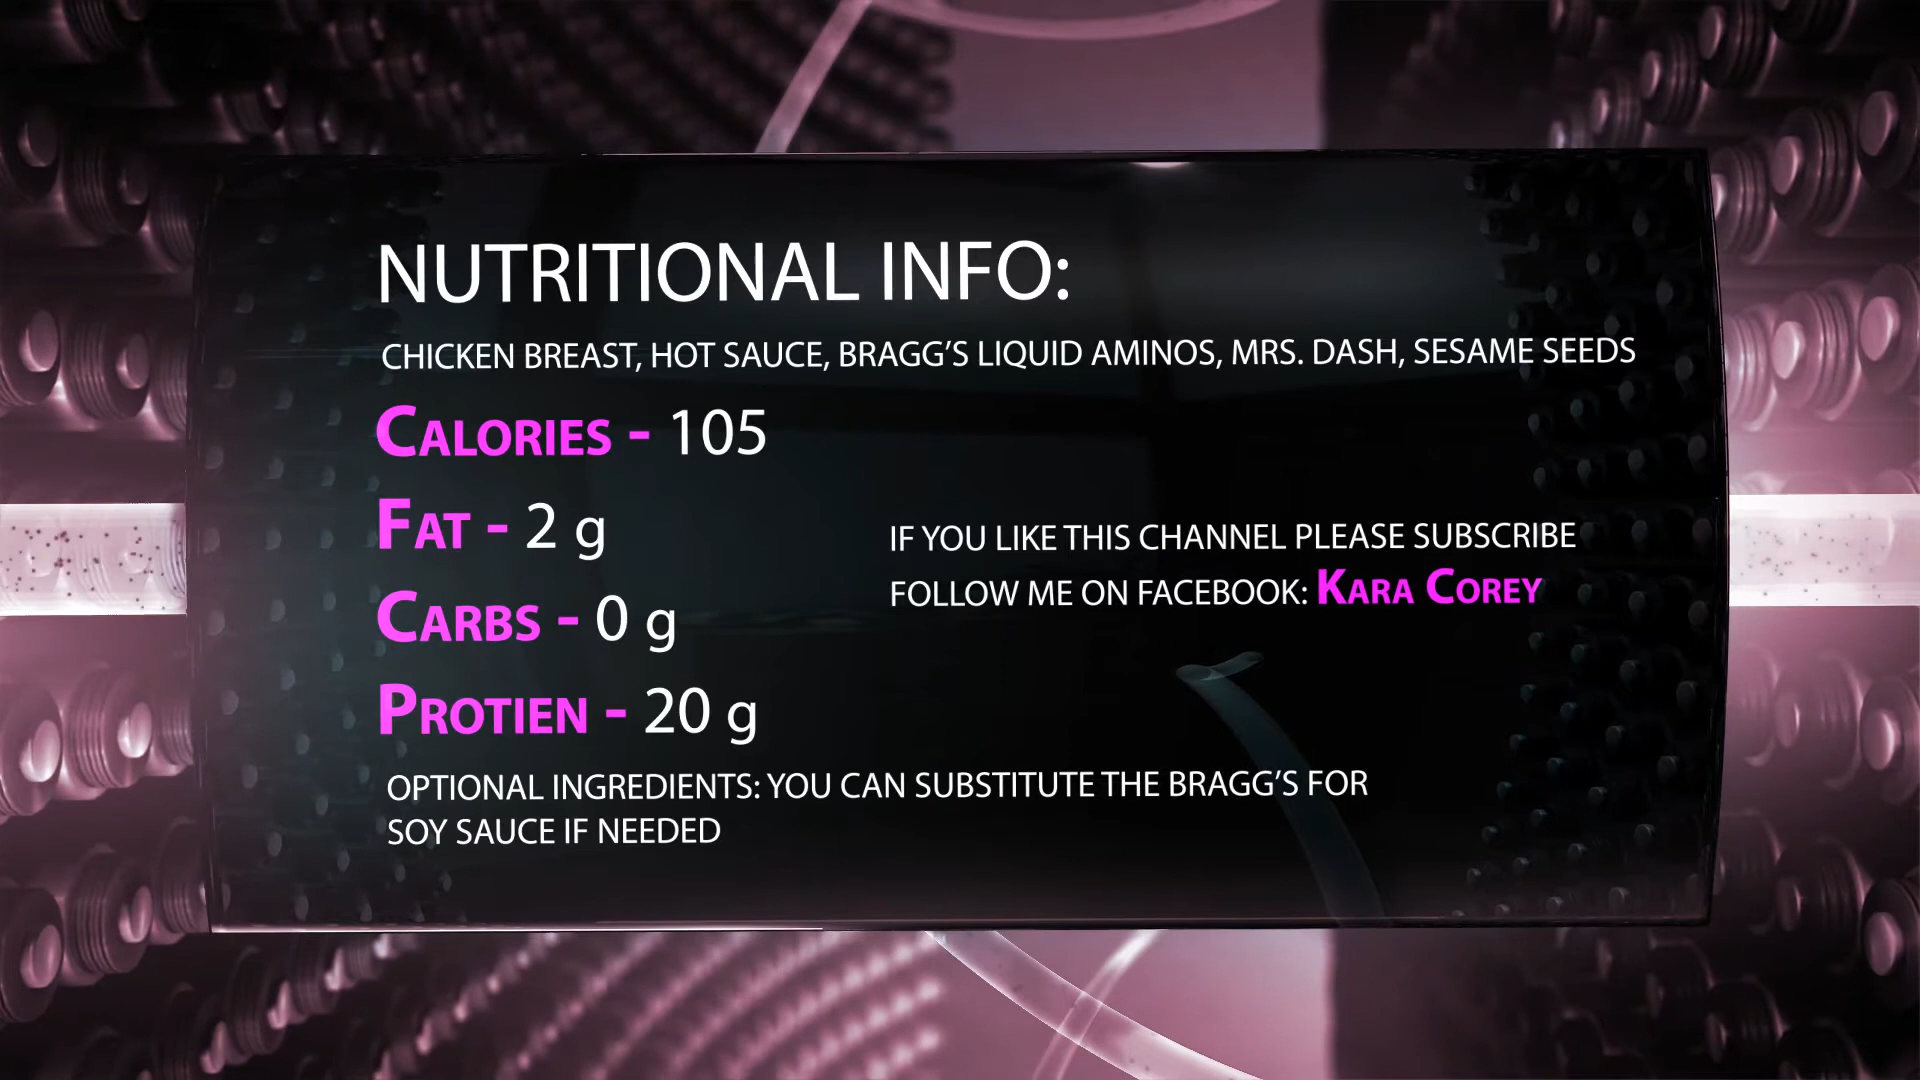 NUTRITIONAL INFO:
CHICKEN BREAST, HOT SAUCE, BRAGG'S LIQUID AMINOS, MRS. DASH, SESAME SEEDS
CALORIES - 105
FAT - 2 g
CARBS - 0 g
PROTIEN - 20 g
IF YOU LIKE THIS CHANNEL PLEASE SUBSCRIBE
FOLLOW ME ON FACEBOOK: KARA COREY
OPTIONAL INGREDIENTS: YOU CAN SUBSTITUTE THE BRAGG'S FOR
SOY SAUCE IF NEEDED